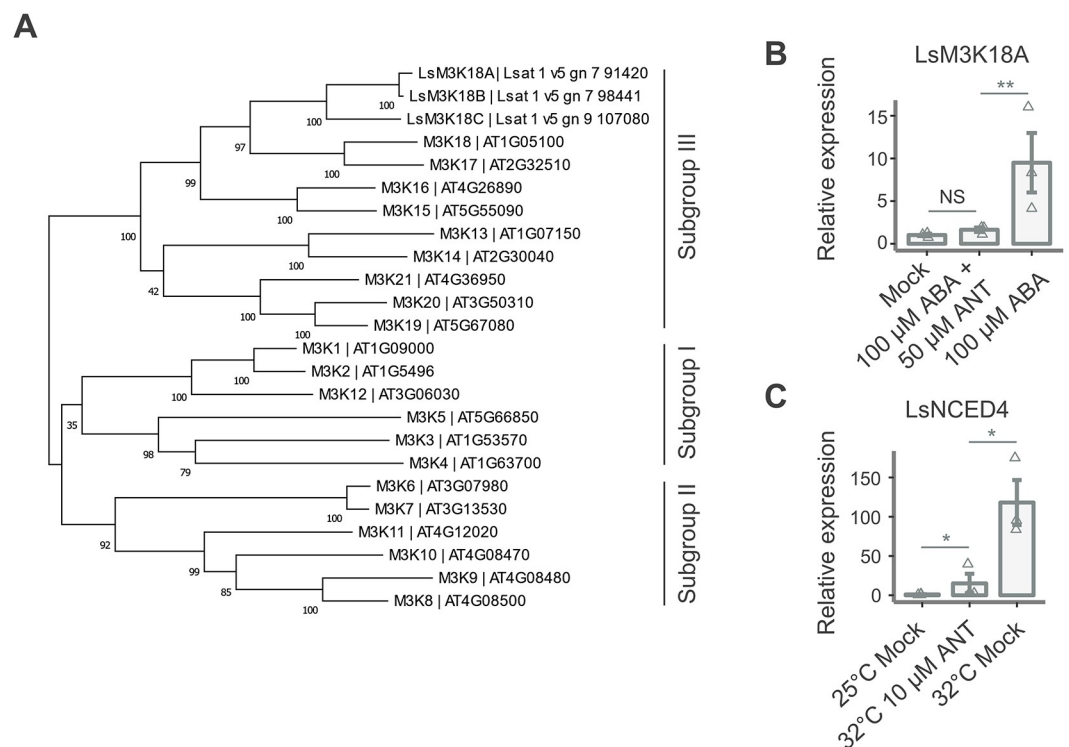 A
LsM3K18A| Lsat 1 v5 gn 7 91420
LsM3K18B | Lsat 1 v5 gn 7 98441
100
LsM3K18C | Lsat 1 v5 gn 9 107080
100
M3K18 | AT1G05100
97
M3K17 | AT2G32510
100
99
M3K16 | AT4G26890
M3K15 | AT5G55090
100
100
M3K13 | AT1G07150
M3K14 | AT2G30040
100
42
M3K21 | AT4G36950
M3K20 | AT3G50310
100
M3K19 | AT5G67080
100
M3K1 | AT1G09000
M3K2 | AT1G5496
100
M3K12 | AT3G06030
100
M3K5 | AT5G66850
35
M3K3 | AT1G53570
98
M3K4 | AT1G63700
79
M3K6 | AT3G07980
M3K7 | AT3G13530
100
M3K11 | AT4G12020
92
M3K10 | AT4G08470
99
M3K9 | AT4G08480
85
M3K8 | AT4G08500
100
Subgroup III
Subgroup I
Subgroup II
B
LsM3K18A
**
NS
Relative expression
15
10
5
0
Mock
100 µM ABA +
50 µM ANT
100 µM ABA
C
LsNCED4
*
*
Relative expression
150
100
50
0
25°C Mock
32°C 10 µM ANT
32°C Mock